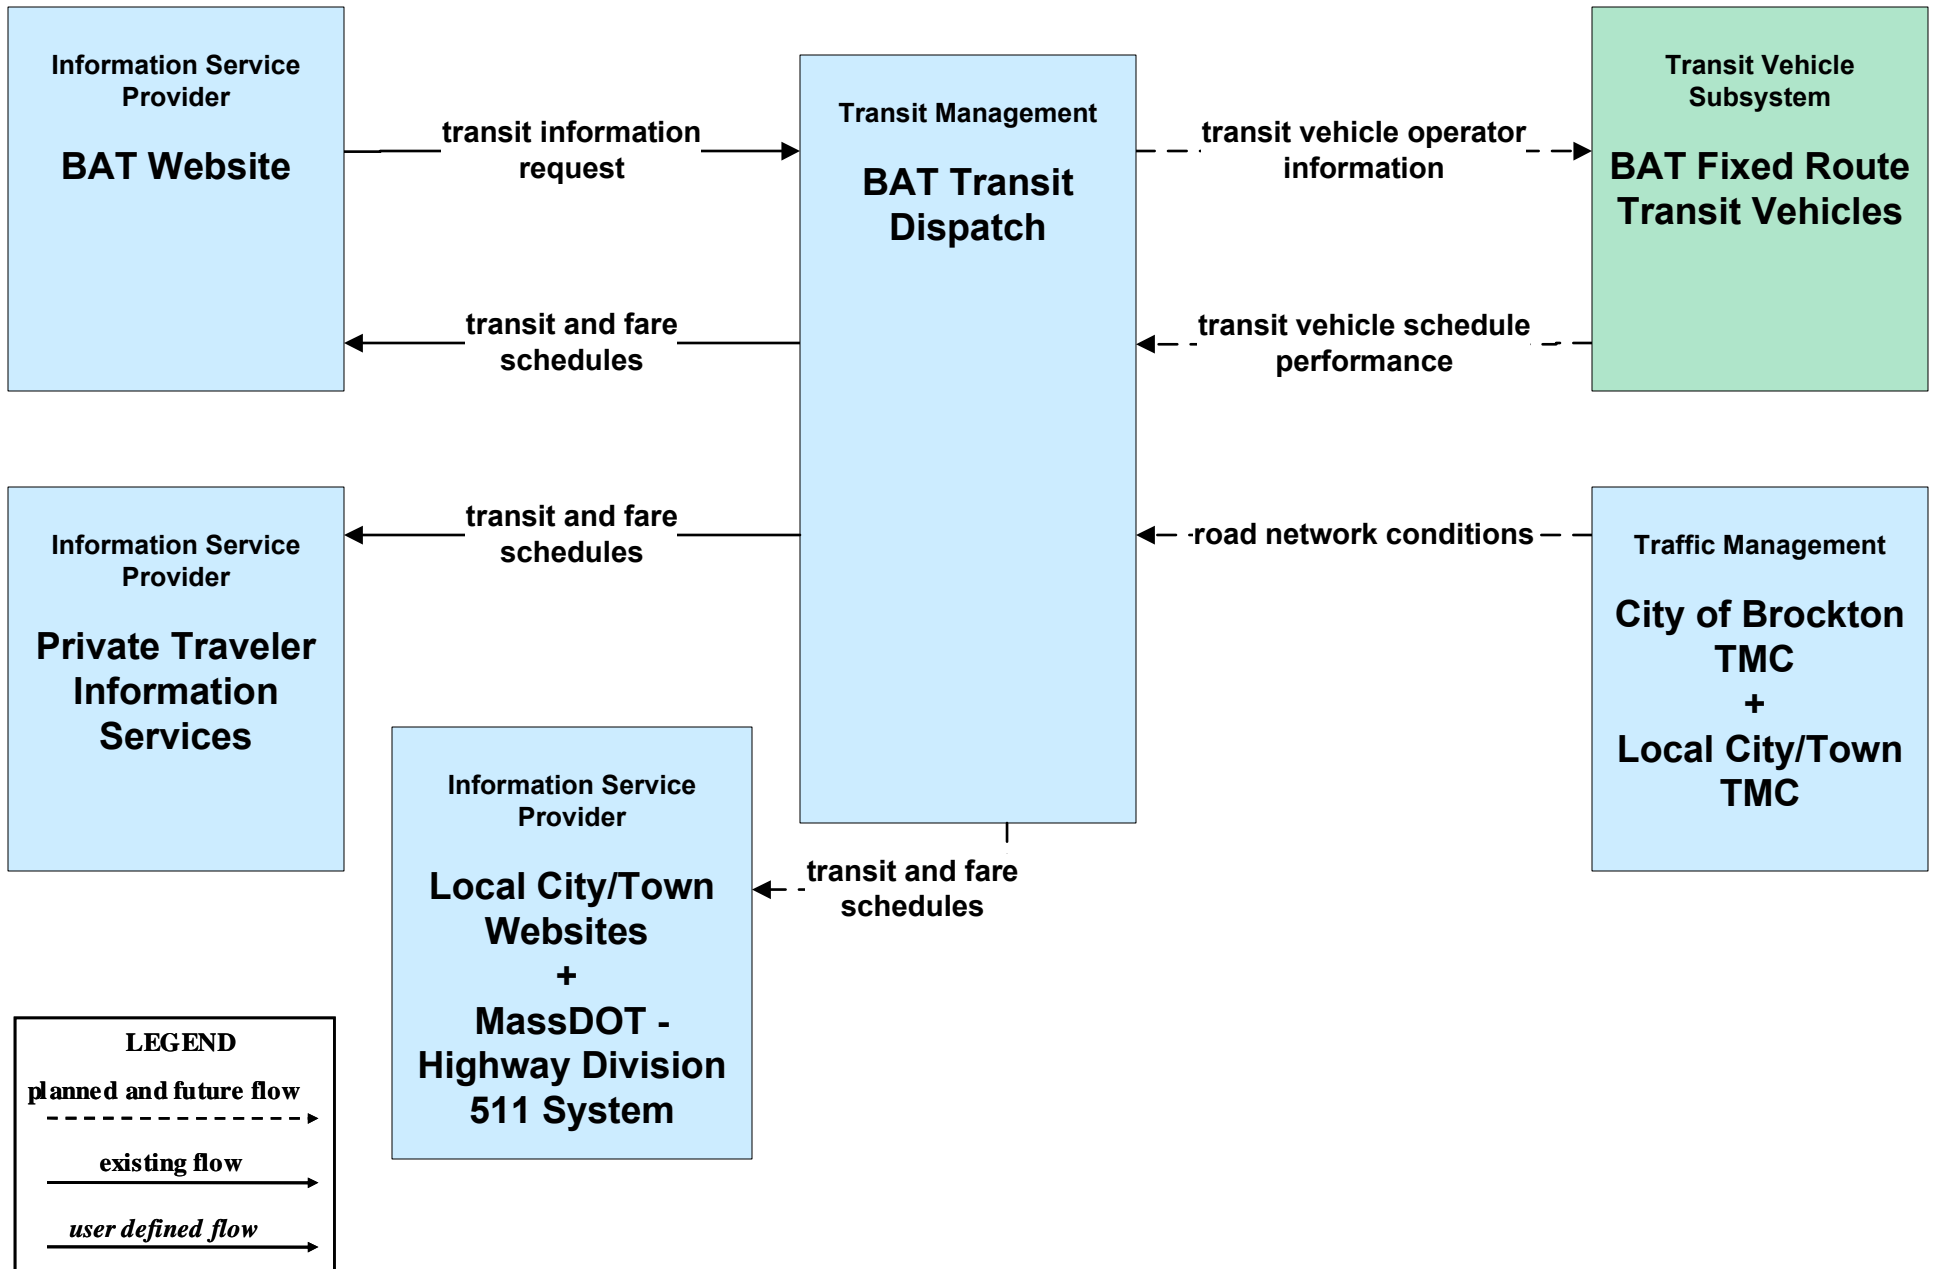 Information Service
Provider
BAT Website
transit information
request
transit and fare
schedules
Transit Management
BAT Transit
Dispatch
transit vehicle operator
information
transit vehicle schedule
performance
Transit Vehicle
Subsystem
BAT Fixed Route
Transit Vehicles
Information Service
Provider
Private Traveler
Information
Services
transit and fare
schedules
road network conditions
Traffic Management
City of Brockton
TMC
+
Local City/Town
TMC
Information Service
Provider
Local City/Town
Websites
+
MassDOT -
Highway Division
511 System
transit and fare
schedules
LEGEND
planned and future flow
existing flow
user defined flow